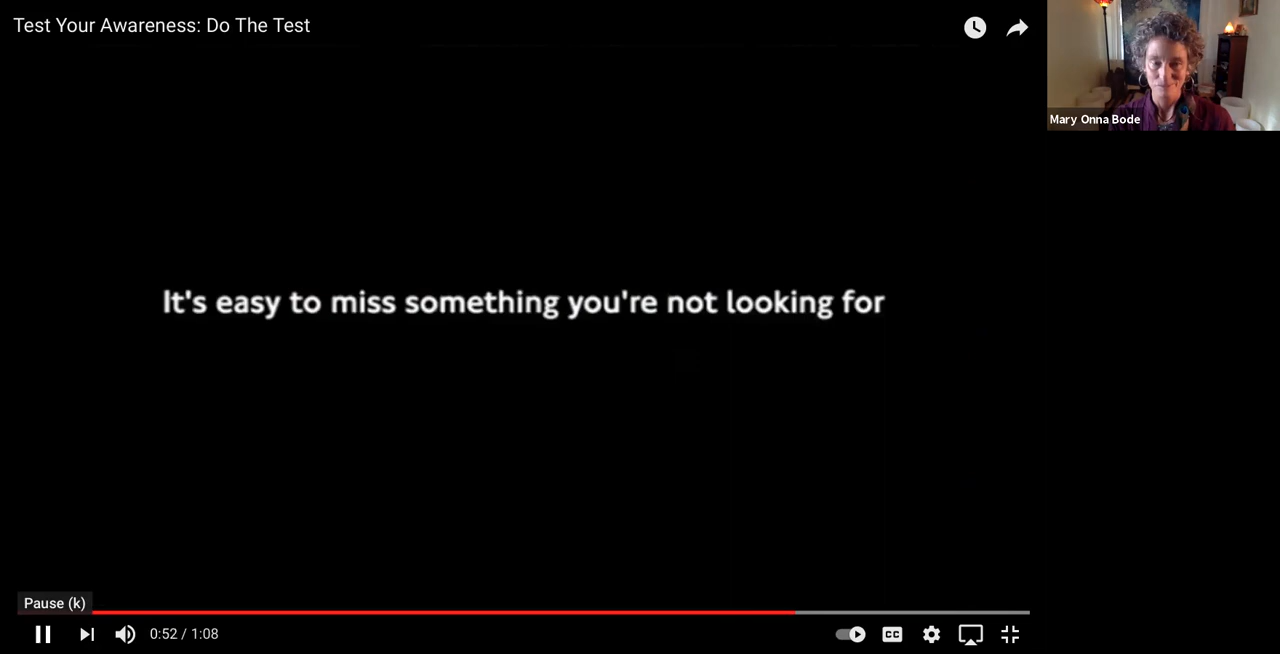 Test Your Awareness: Do The Test
Mary Onna Bode
It's easy to miss something you're not looking for
Pause (k)
0:52 / 1:08
CC